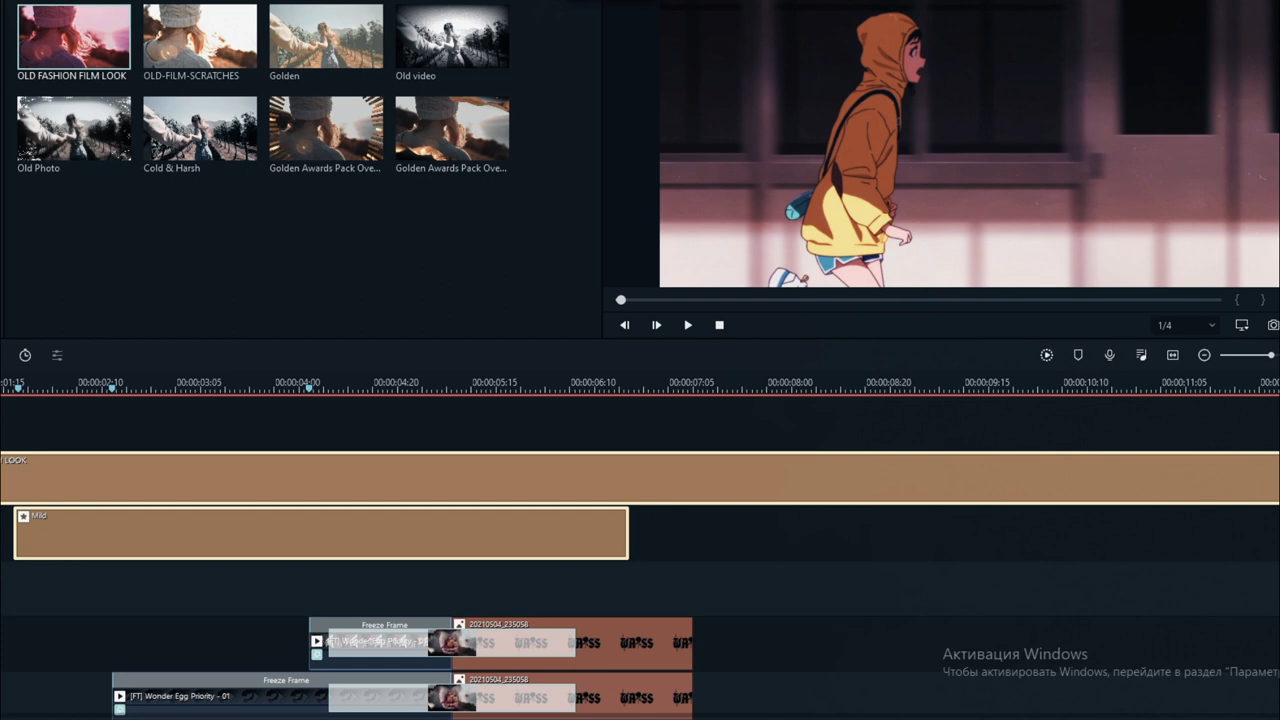 OLD FASHION FILM LOOK
OLD-FILM-SCRATCHES
Golden
Old video
Old Photo
Cold & Harsh
Golden Awards Pack Ove...
Golden Awards Pack Ove...
1/4
:01:15
00:00:02:10
00:00:03:05
00:00:04:00
00:00:04:20
00:00:05:15
00:00:06:10
00:00:07:05
00:00:08:00
00:00:08:20
00:00:09:15
00:00:10:10
00:00:11:05
LOOK
Mild
Freeze Frame
20210504_235058
Freeze Frame
20210504_235058
[FT] Wonder Egg Priority - 01
Активация Windows
Чтобы активировать Windows, перейдите в раздел "Парамет